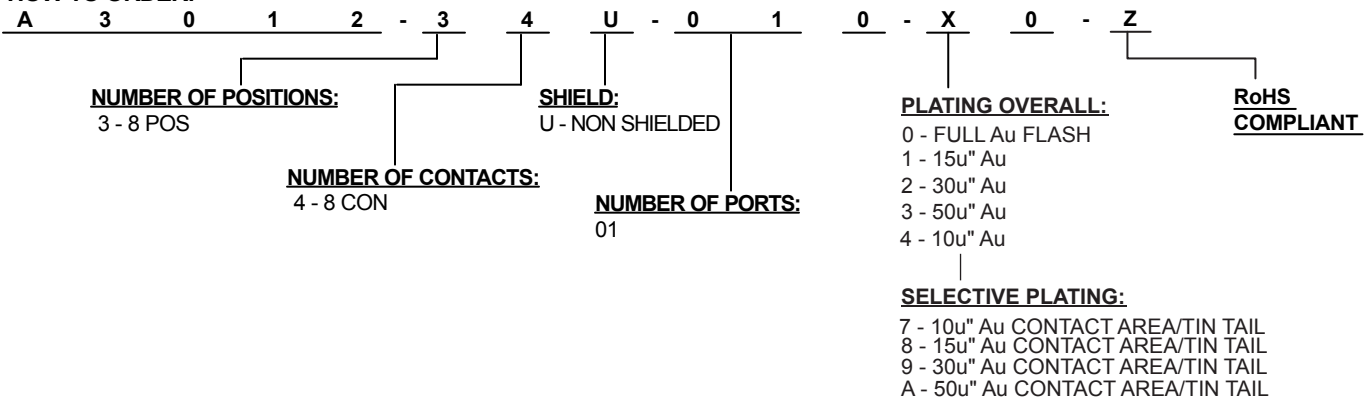 A 3 0 1 2 - 3 4 U - 0 1 0 - X 0 - Z
NUMBER OF POSITIONS:
3 - 8 POS
NUMBER OF CONTACTS:
4 - 8 CON
SHIELD:
U - NON SHIELDED
NUMBER OF PORTS:
01
PLATING OVERALL:
0 - FULL Au FLASH
1 - 15u" Au
2 - 30u" Au
3 - 50u" Au
4 - 10u" Au
SELECTIVE PLATING:
7 - 10u" Au CONTACT AREA/TIN TAIL
8 - 15u" Au CONTACT AREA/TIN TAIL
9 - 30u" Au CONTACT AREA/TIN TAIL
A - 50u" Au CONTACT AREA/TIN TAIL
RoHS
COMPLIANT